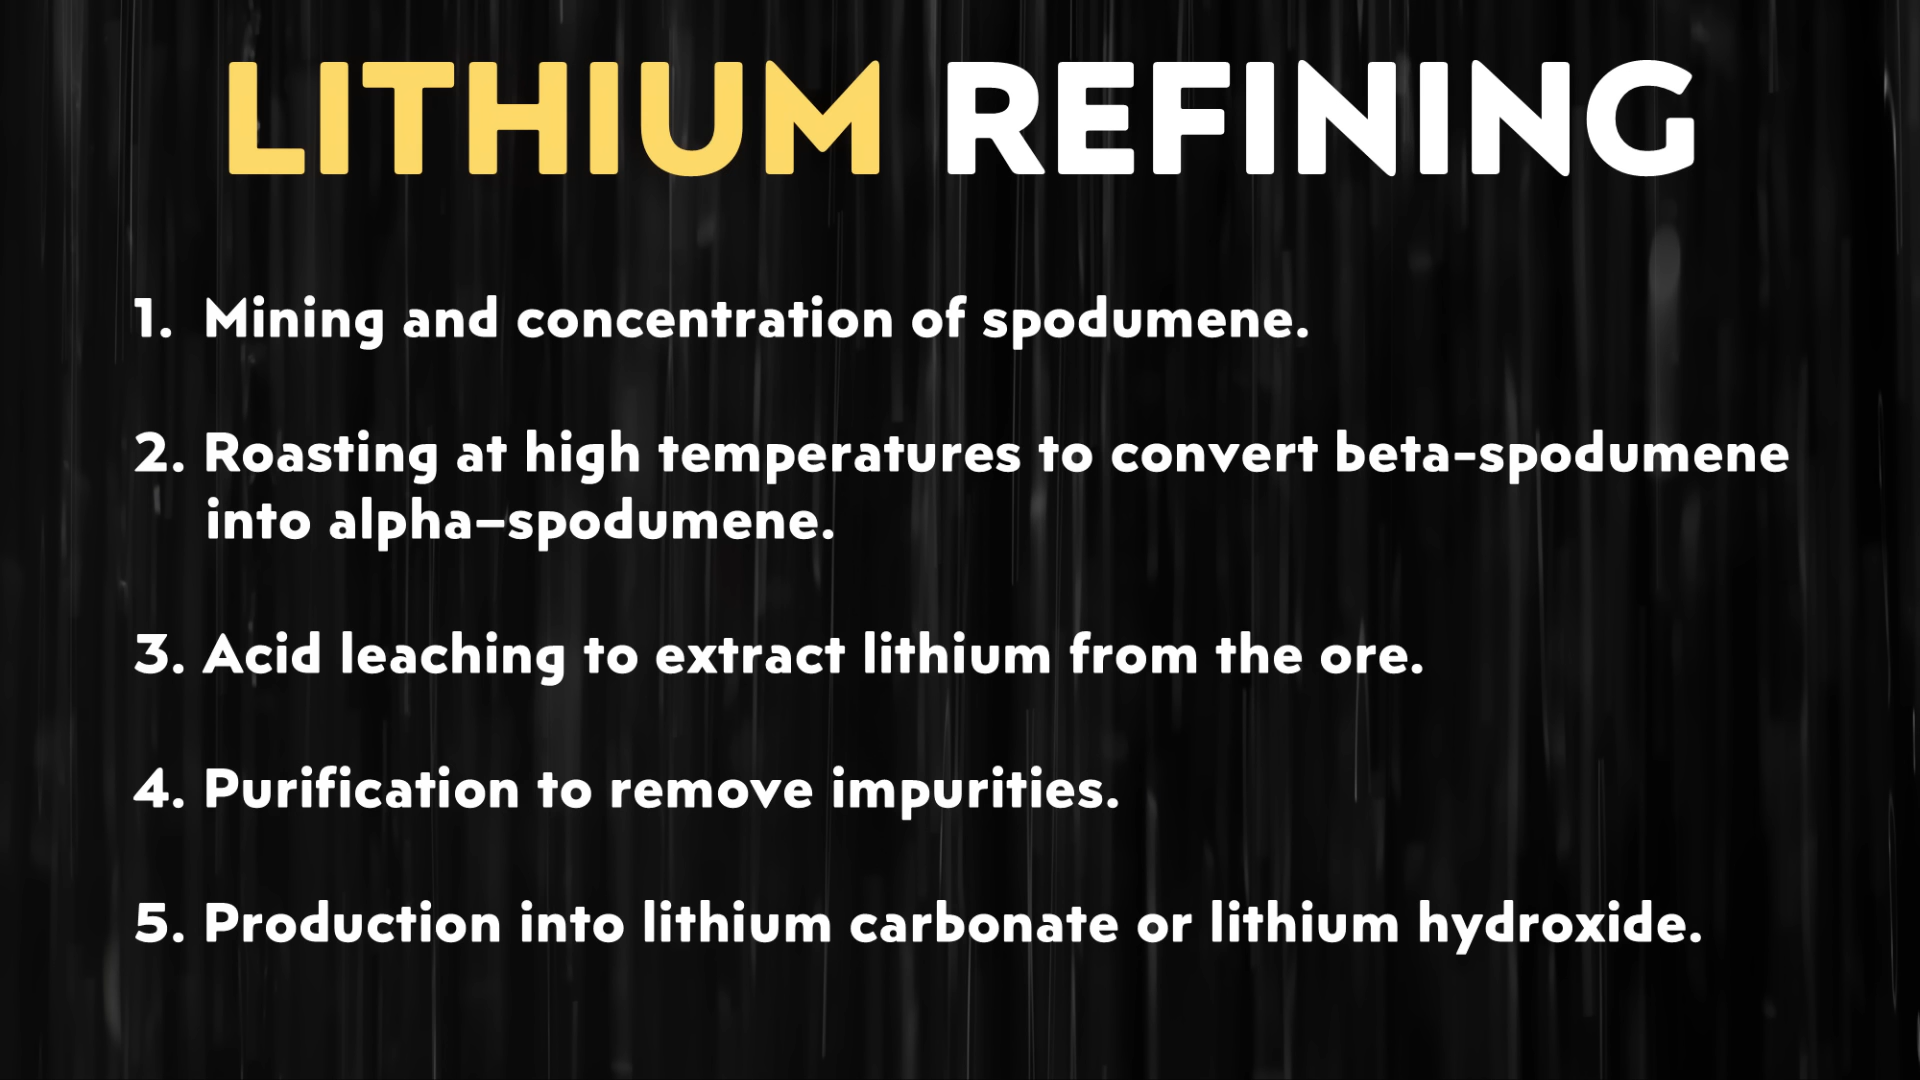 LITHIUM REFINING
1. Mining and concentration of spodumene.
2. Roasting at high temperatures to convert beta-spodumene
into alpha–spodumene.
3. Acid leaching to extract lithium from the ore.
4. Purification to remove impurities.
5. Production into lithium carbonate or lithium hydroxide.